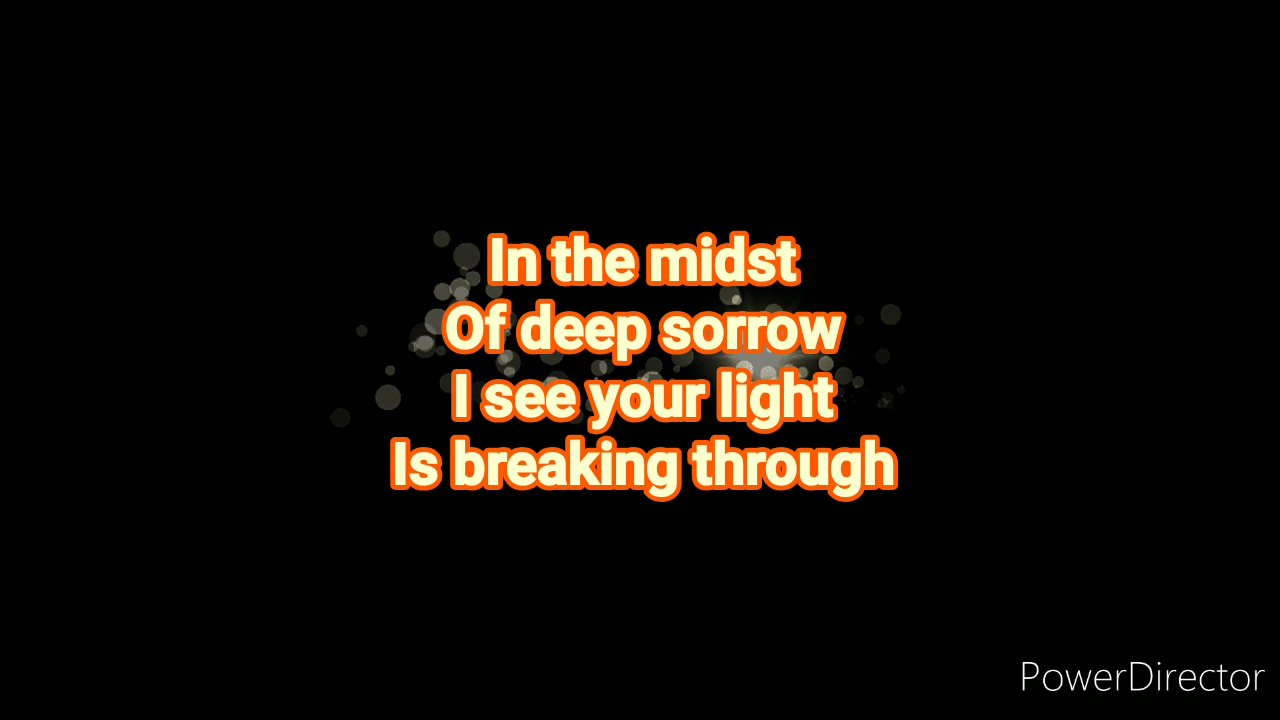 In the midst
Of deep sorrow
I see your light
Is breaking through
PowerDirector